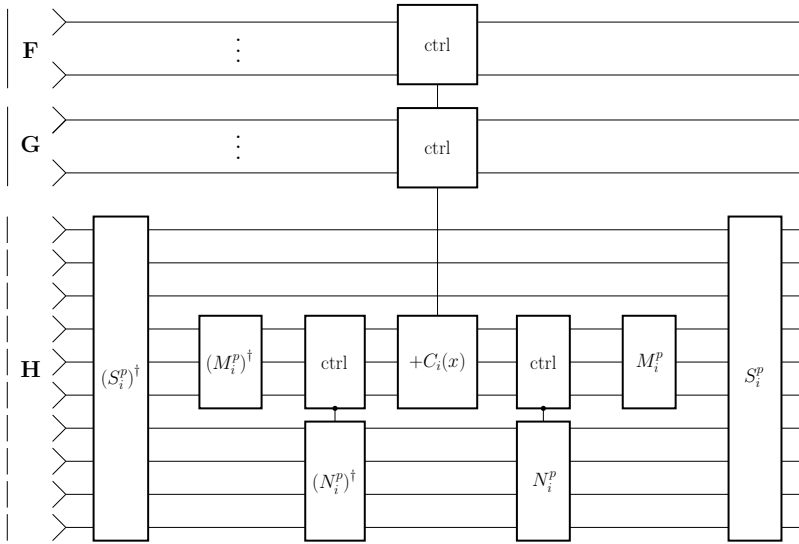 F
ctrl
G
ctrl
H
(S_i^p)^†
(M_i^p)^†
ctrl
+C_i(x)
ctrl
M_i^p
S_i^p
(N_i^p)^†
N_i^p